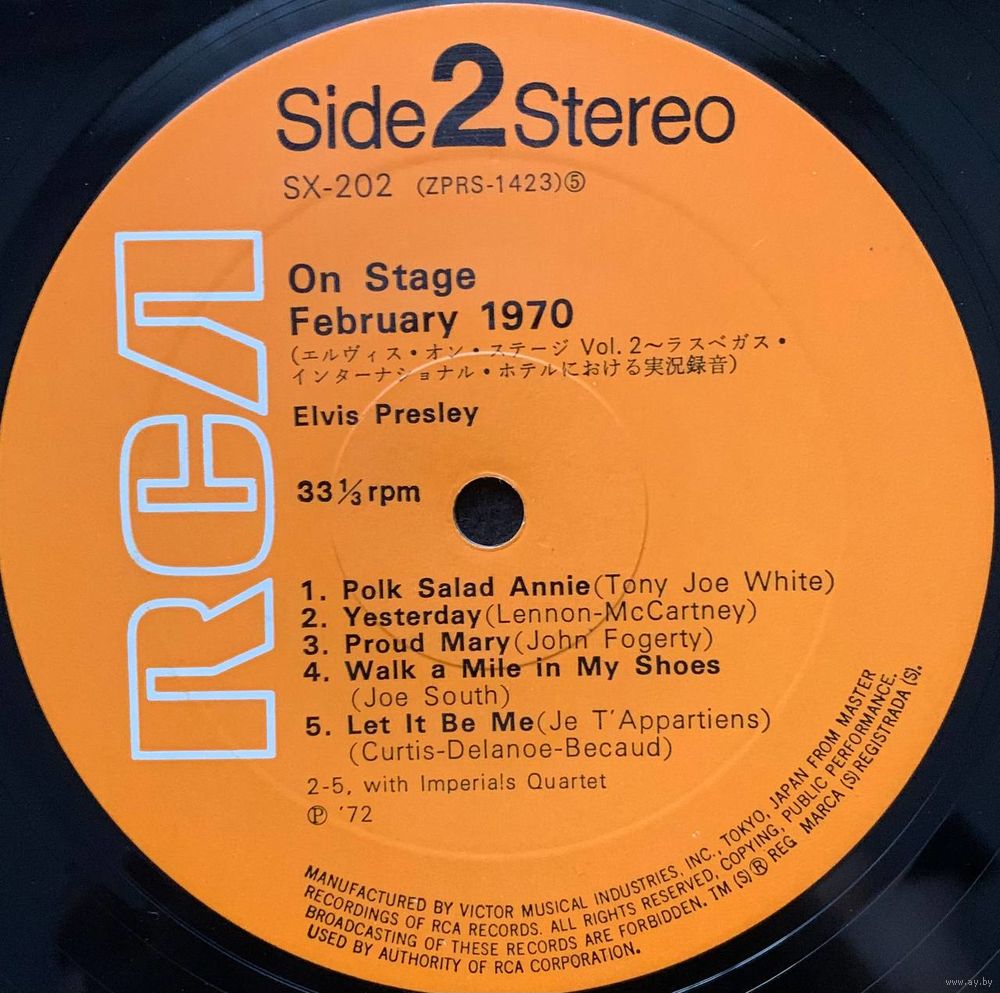 Side 2 Stereo
SX-202 (ZPRS-1423)⑤
RCA
On Stage
February 1970
(エルヴィス・オン・ステージ Vol. 2〜ラスベガス・
インターナショナル・ホテルにおける実況録音)
Elvis Presley
33⅓rpm
1. Polk Salad Annie(Tony Joe White)
2. Yesterday(Lennon-McCartney)
3. Proud Mary(John Fogerty)
4. Walk a Mile in My Shoes
(Joe South)
5. Let It Be Me(Je T'Appartiens)
(Curtis-Delanoe-Becaud)
2-5, with Imperials Quartet
Ⓟ '72
MANUFACTURED BY VICTOR MUSICAL INDUSTRIES, INC., TOKYO, JAPAN FROM MASTER
RECORDINGS OF RCA RECORDS. ALL RIGHTS RESERVED, COPYING, PUBLIC PERFORMANCE,
BROADCASTING OF THESE RECORDS ARE FORBIDDEN. TM (S) ® REG MARCA (S) REGISTRADA (S).
USED BY AUTHORITY OF RCA CORPORATION.
www.ay.by